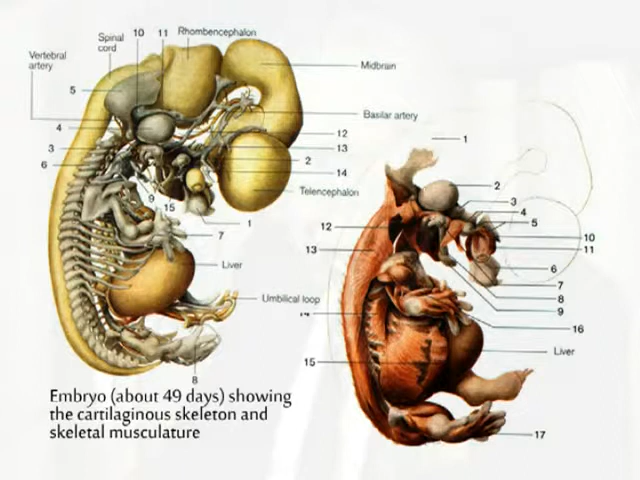 Spinal cord
10
11
Rhombencephalon
Vertebral artery
Midbrain
5
Basilar artery
4
12
3
13
6
2
14
Telencephalon
9
15
1
7
Liver
Umbilical loop
8
Embryo (about 49 days) showing
the cartilaginous skeleton and
skeletal musculature
1
2
3
4
5
12
10
13
11
6
7
8
9
16
Liver
15
17